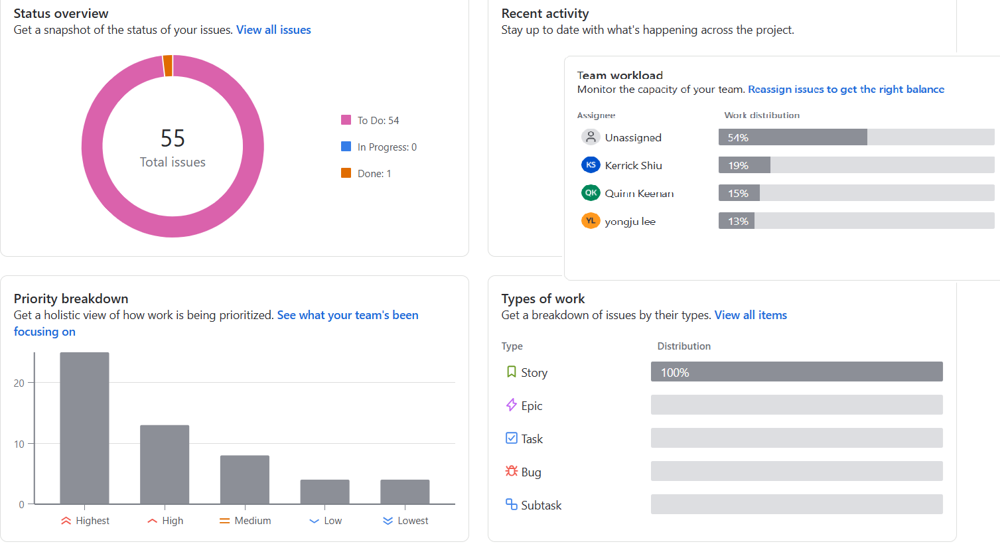 Status overview
Get a snapshot of the status of your issues. View all issues
55
Total issues
To Do: 54
In Progress: 0
Done: 1
Recent activity
Stay up to date with what's happening across the project.
Team workload
Monitor the capacity of your team. Reassign issues to get the right balance
Assignee Work distribution
Unassigned 54%
KS Kerrick Shiu 19%
QK Quinn Keenan 15%
YL yongju lee 13%
Priority breakdown
Get a holistic view of how work is being prioritized. See what your team's been
focusing on
20
10
0
Highest High Medium Low Lowest
Types of work
Get a breakdown of issues by their types. View all items
Type Distribution
Story 100%
Epic
Task
Bug
Subtask